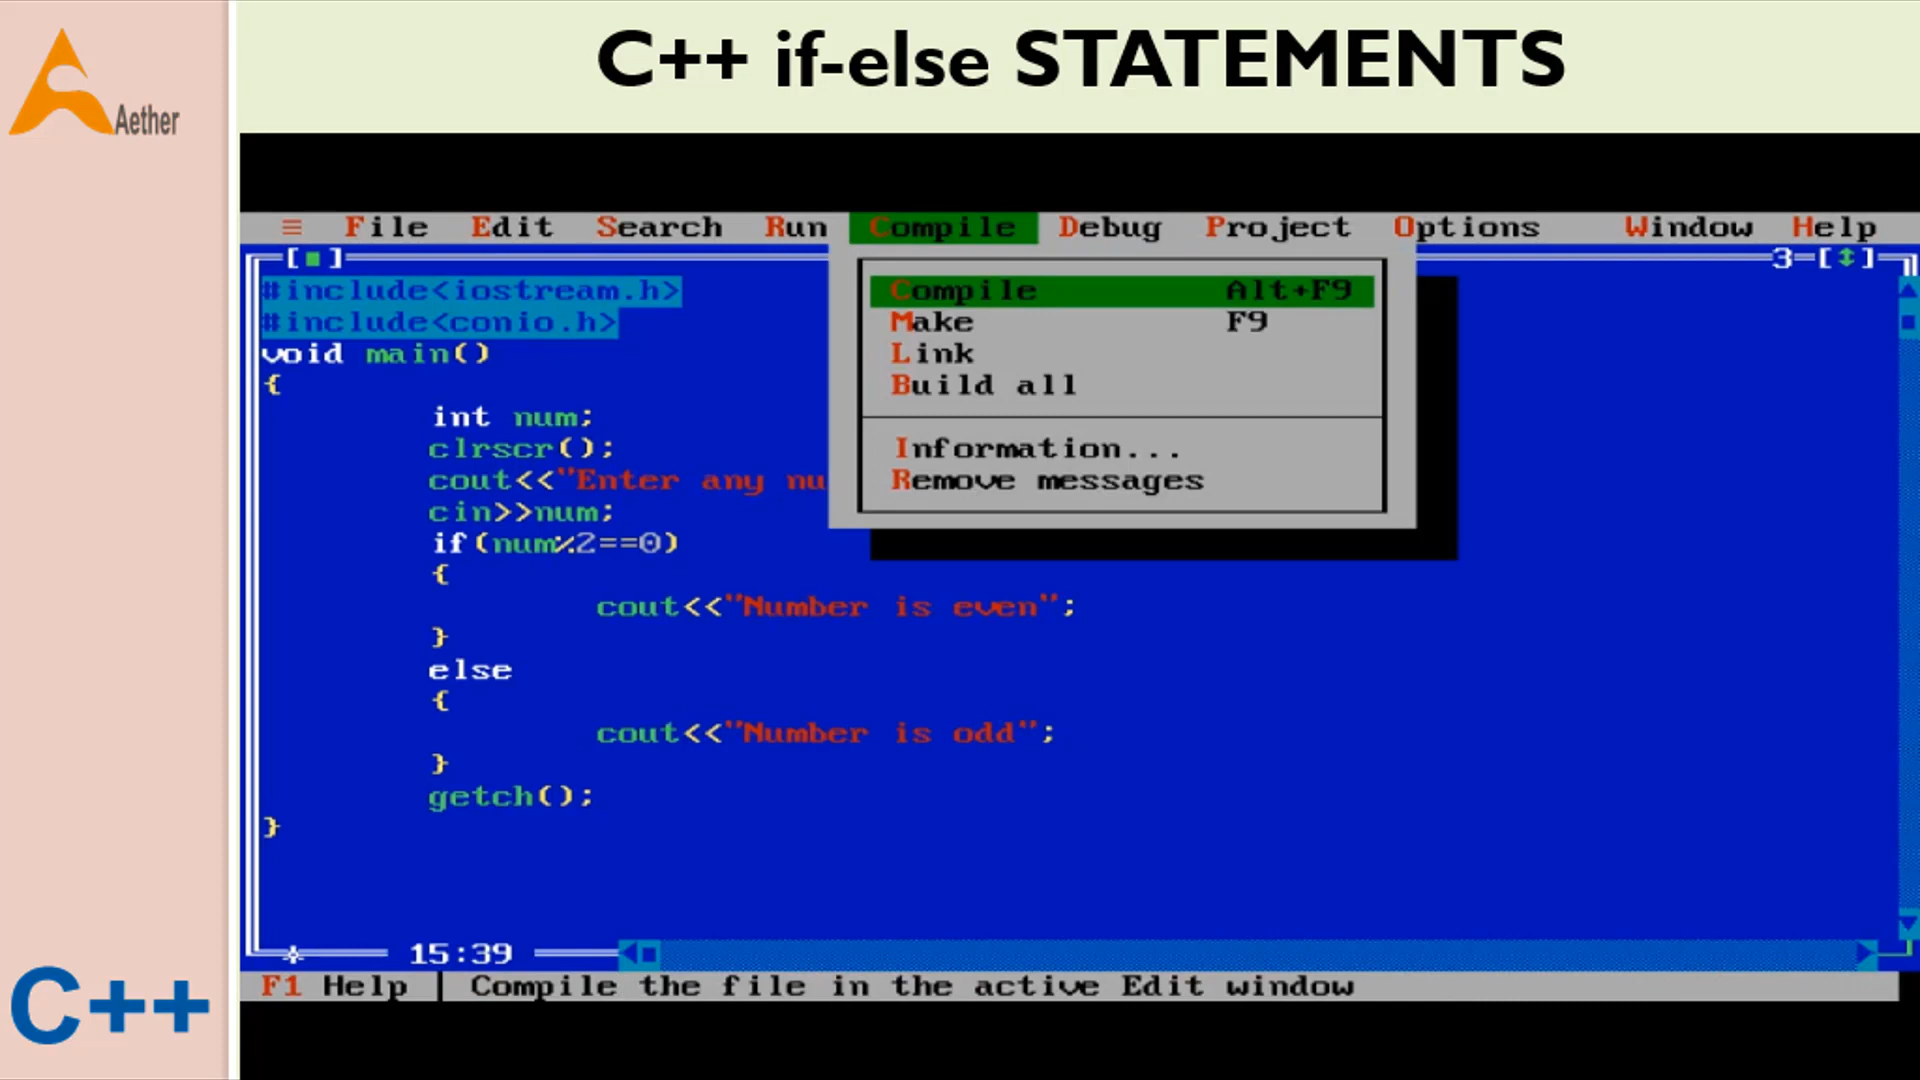 C++ if-else STATEMENTS
Aether
≡ File Edit Search Run Compile Debug Project Options Window Help
[■] 3=[↕]
#include<iostream.h>
#include<conio.h>
void main()
{
int num;
clrscr();
cout<<"Enter any nu
cin>>num;
if(num%2==0)
{
cout<<"Number is even";
}
else
{
cout<<"Number is odd";
}
getch();
}
Compile Alt+F9
Make F9
Link
Build all
Information...
Remove messages
15:39
F1 Help | Compile the file in the active Edit window
C++